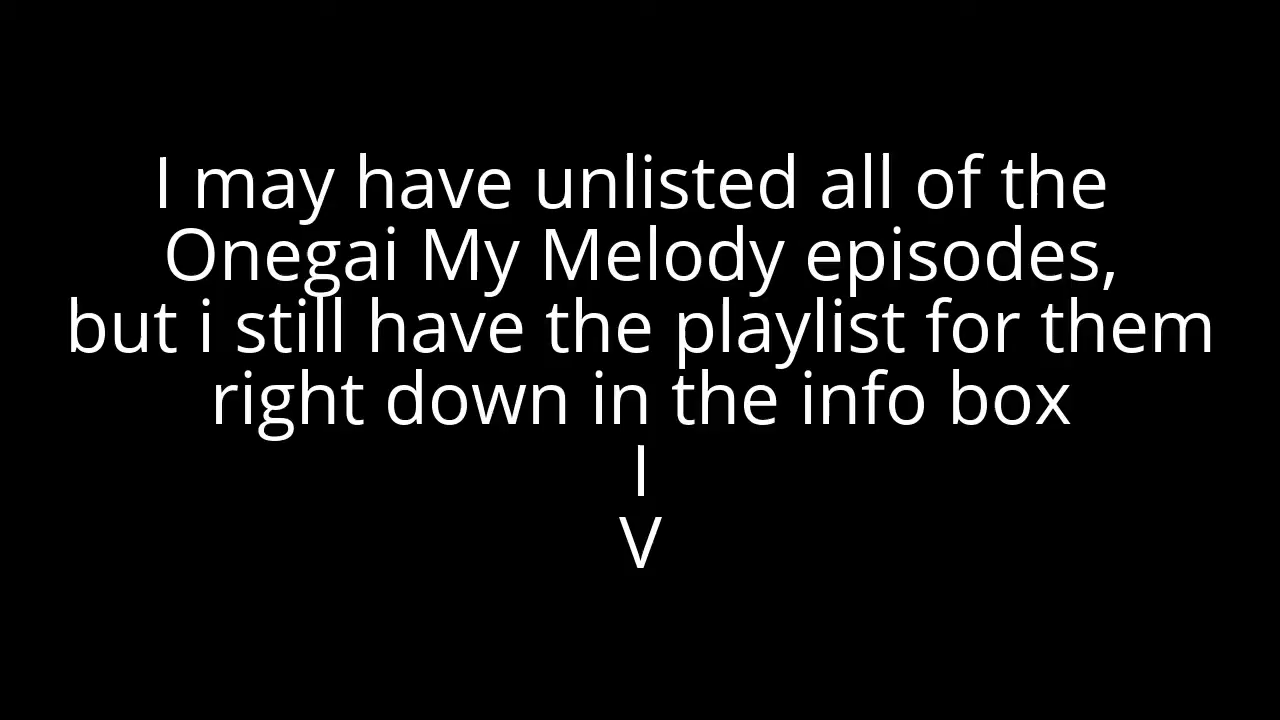 I may have unlisted all of the
Onegai My Melody episodes,
but i still have the playlist for them
right down in the info box
I
V